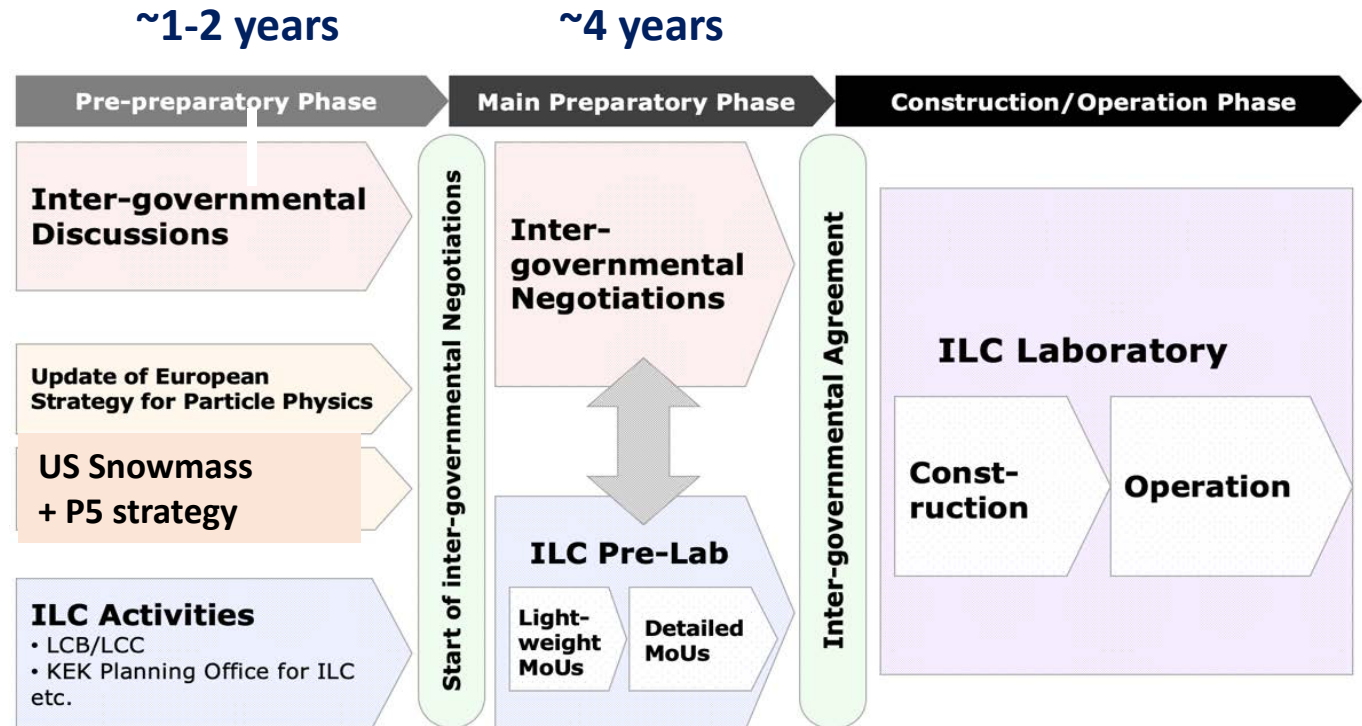 ~1-2 years
~4 years
Pre-preparatory Phase
Main Preparatory Phase
Construction/Operation Phase
Inter-governmental
Discussions
Update of European
Strategy for Particle Physics
US Snowmass
+ P5 strategy
ILC Activities
• LCB/LCC
• KEK Planning Office for ILC
etc.
Start of inter-governmental Negotiations
Inter-
governmental
Negotiations
ILC Pre-Lab
Light-
weight
MoUs
Detailed
MoUs
Inter-governmental Agreement
ILC Laboratory
Const-
ruction
Operation